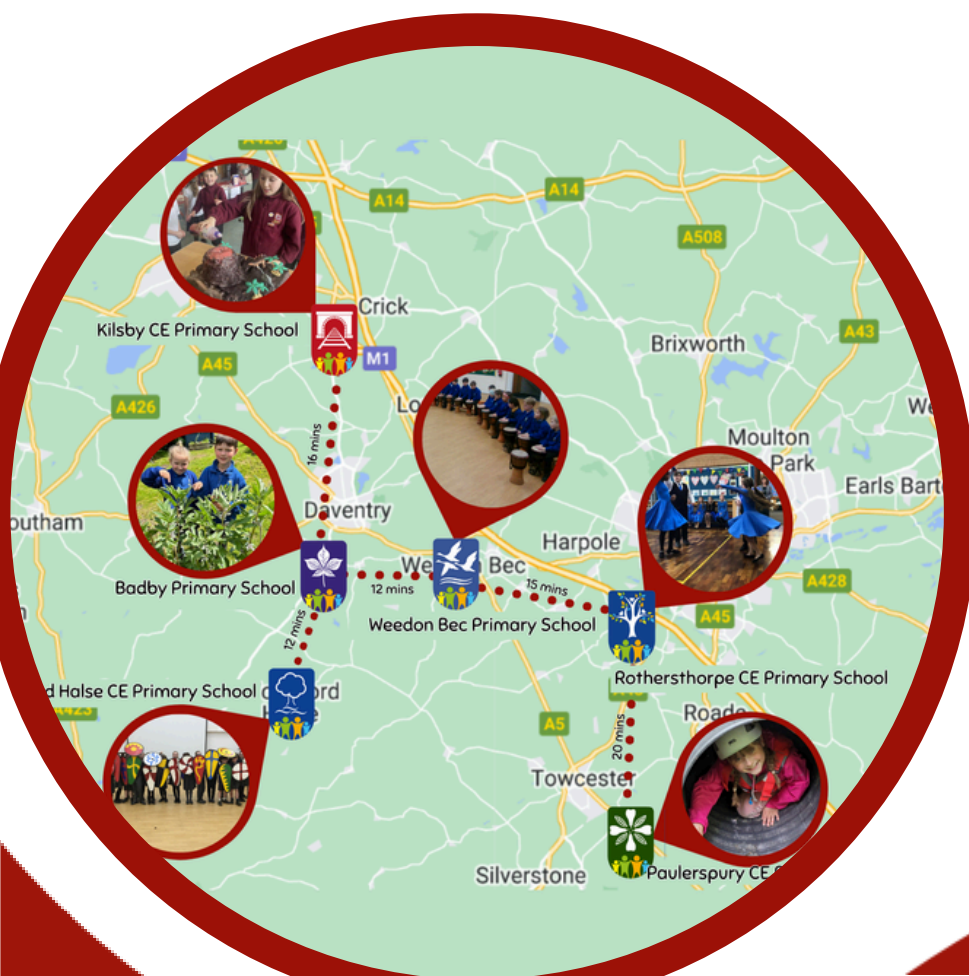 A14
A14
A508
Crick
Kilsby CE Primary School
A43
Brixworth
M1
A45
A426
Moulton
Park
Earls Bart
16 mins
Daventry
outham
Harpole
Bec
A428
Badby Primary School
12 mins
15 mins
A45
Weedon Bec Primary School
12 mins
Rothersthorpe CE Primary School
d Halse CE Primary School
A423
Roade
A5
20 mins
Towcester
Silverstone
Paulerspury CE